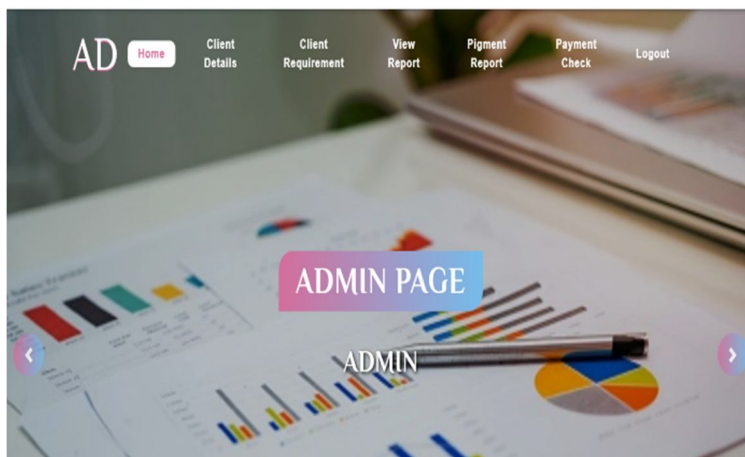 AD
Home
Client
Details
Client
Requirement
View
Report
Pigment
Report
Payment
Check
Logout
ADMIN PAGE
ADMIN